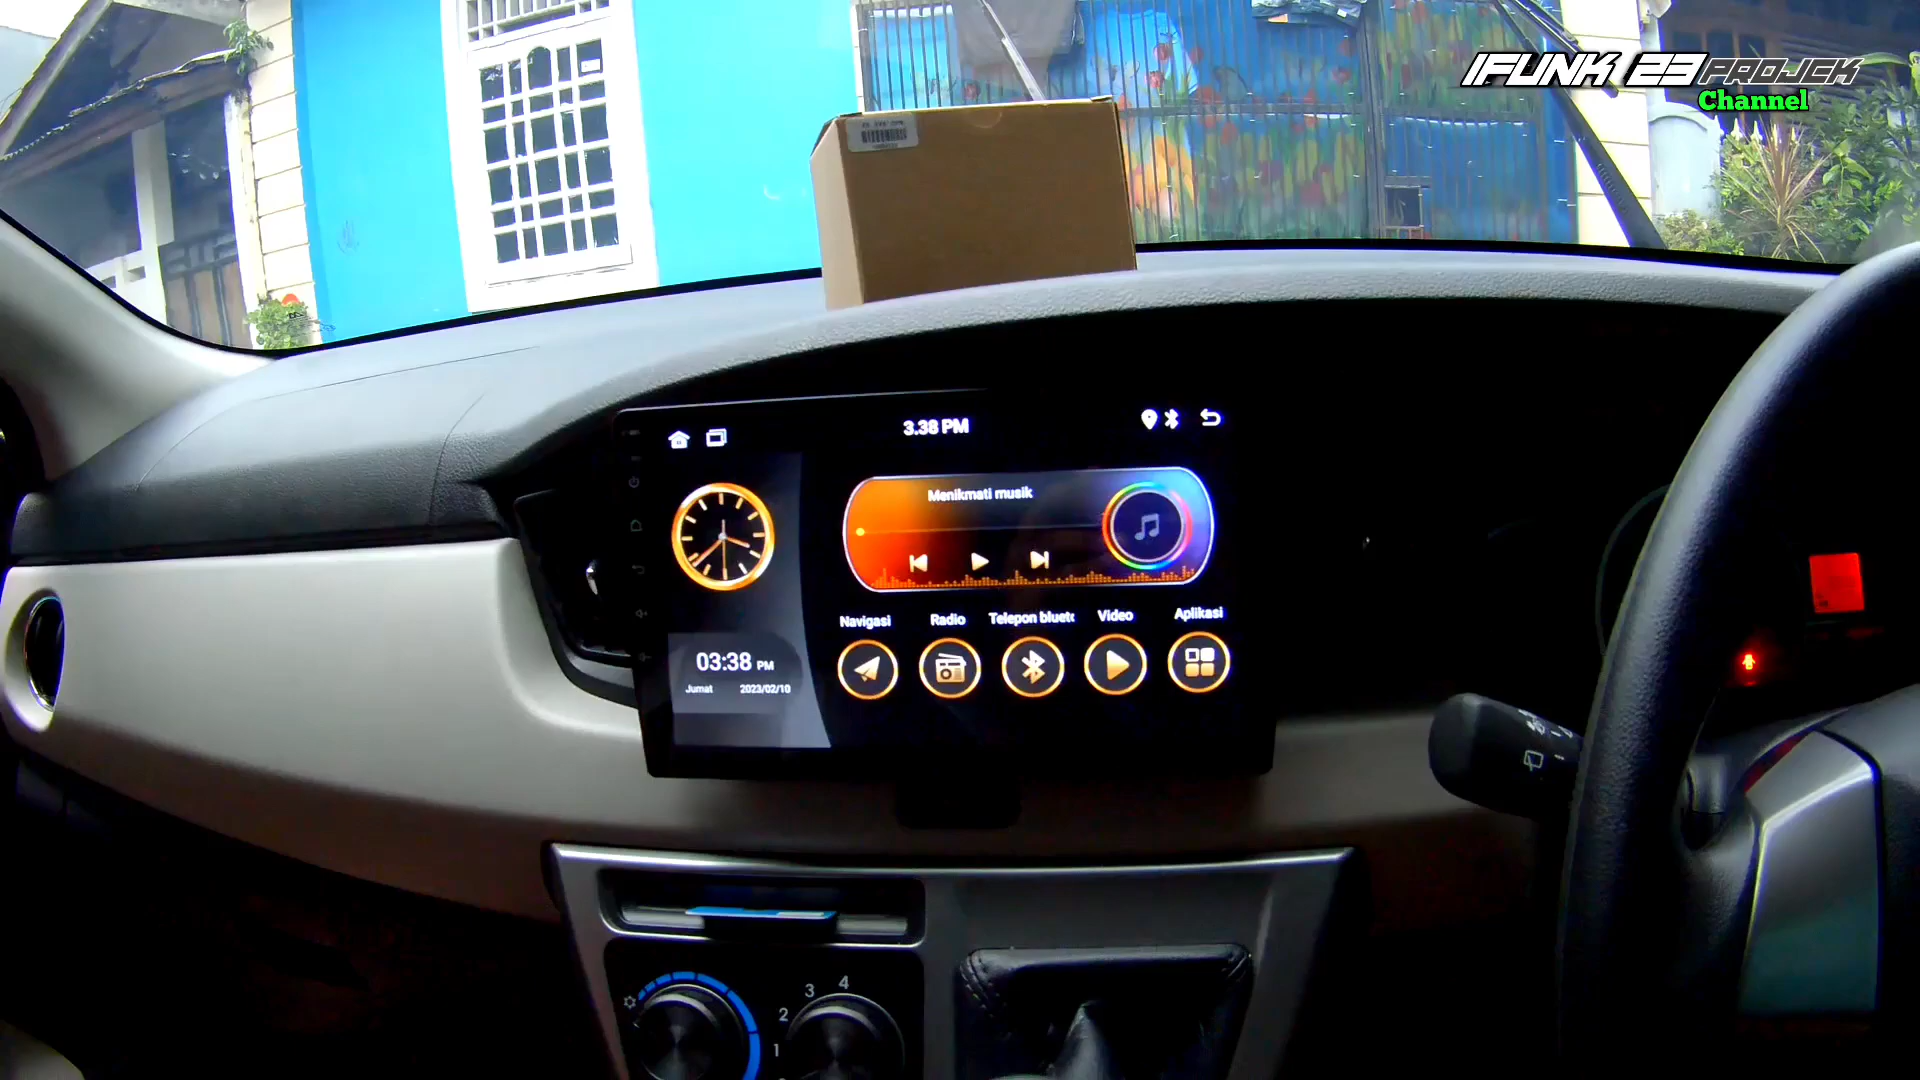 IFUNK 23 PROJCK
Channel
3.38 PM
Menikmati musik
Navigasi
Radio
Telepon bluet
Video
Aplikasi
03:38 PM
Jumat
2023/02/10
4
3
2
1